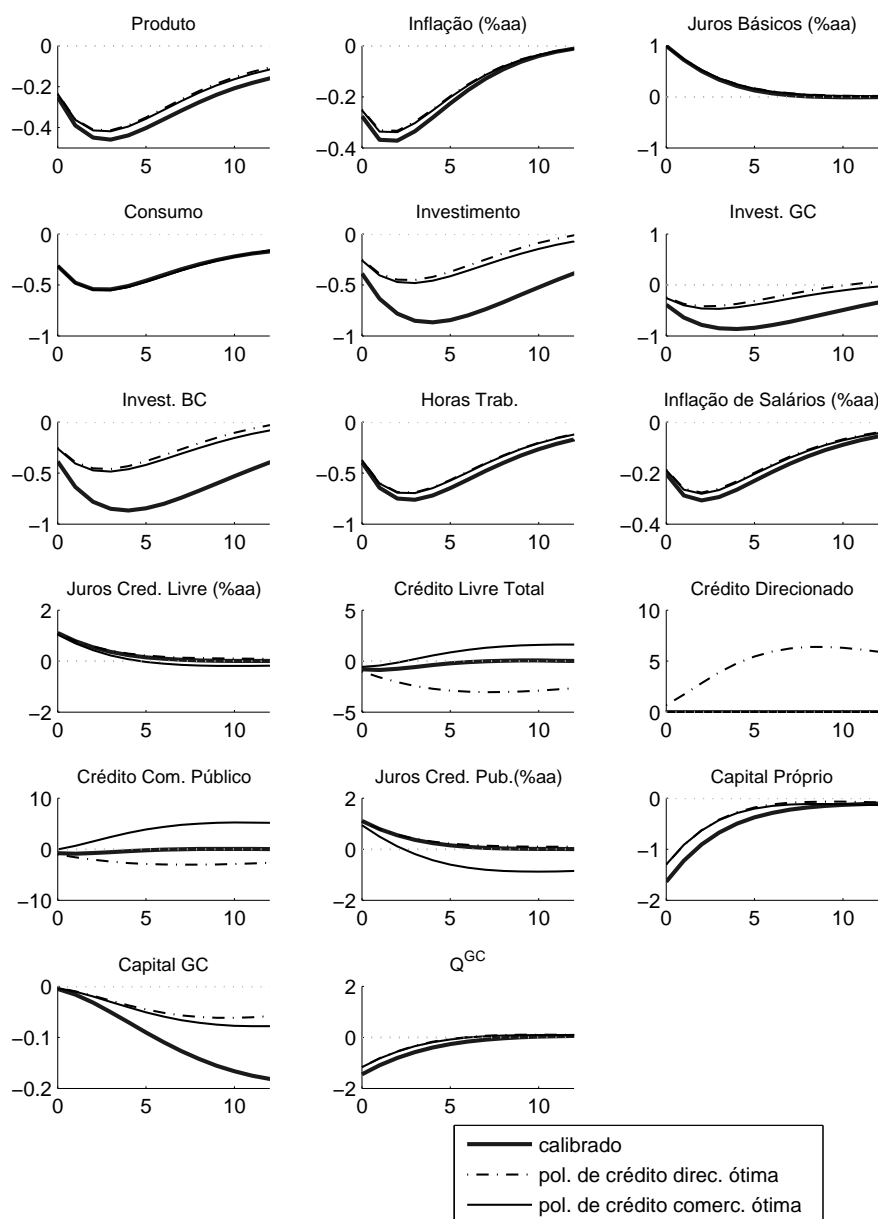 Produto
Inflação (%aa)
Juros Básicos (%aa)
0
−0.2
−0.4
0 5 10
0
−0.2
−0.4
0 5 10
1
0
−1
0 5 10
Consumo
Investimento
Invest. GC
0
−0.5
−1
0 5 10
0
−0.5
−1
0 5 10
1
0
−1
0 5 10
Invest. BC
Horas Trab.
Inflação de Salários (%aa)
0
−0.5
−1
0 5 10
0
−0.5
−1
0 5 10
0
−0.2
−0.4
0 5 10
Juros Cred. Livre (%aa)
Crédito Livre Total
Crédito Direcionado
2
0
−2
0 5 10
5
0
−5
0 5 10
10
5
0
0 5 10
Crédito Com. Público
Juros Cred. Pub.(%aa)
Capital Próprio
10
0
−10
0 5 10
2
0
−2
0 5 10
0
−1
−2
0 5 10
Capital GC
Q^GC
0
−0.1
−0.2
0 5 10
2
0
−2
0 5 10
calibrado
pol. de crédito direc. ótima
pol. de crédito comerc. ótima